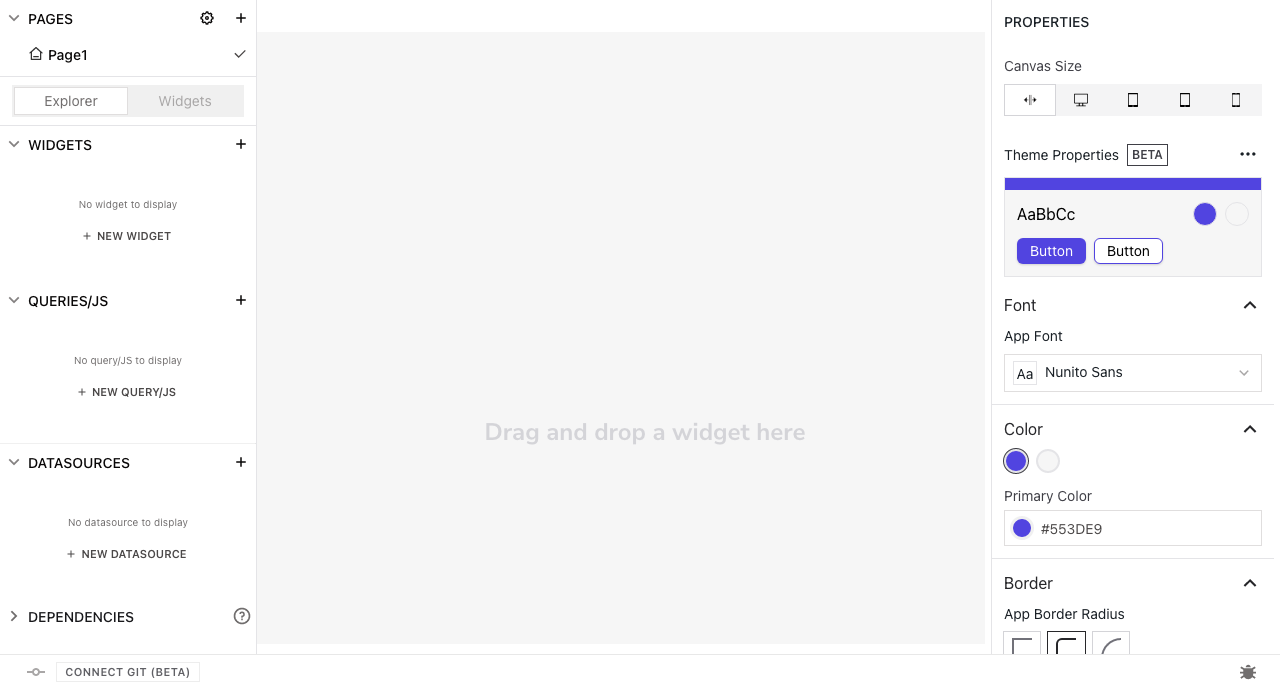 PAGES
Page1
Explorer
Widgets
WIDGETS
No widget to display
NEW WIDGET
QUERIES/JS
No query/JS to display
NEW QUERY/JS
DATASOURCES
No datasource to display
NEW DATASOURCE
DEPENDENCIES
CONNECT GIT (BETA)
Drag and drop a widget here
PROPERTIES
Canvas Size
Theme Properties BETA
AaBbCc
Button Button
Font
App Font
Aa Nunito Sans
Color
Primary Color
#553DE9
Border
App Border Radius